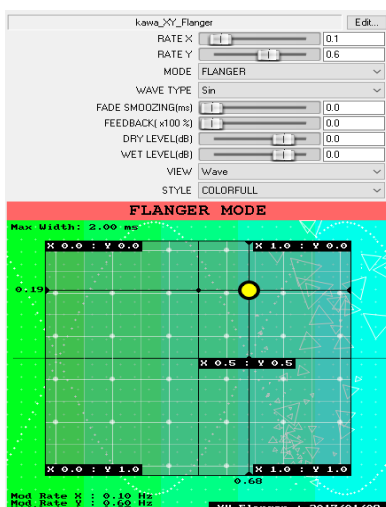 kawa_XY_Flanger Edit...
RATE X 0.1
RATE Y 0.6
MODE FLANGER
WAVE TYPE Sin
FADE SMOOZING(ms) 0.0
FEEDBACK( x100 %) 0.0
DRY LEVEL(dB) 0.0
WET LEVEL(dB) 0.0
VIEW Wave
STYLE COLORFULL
FLANGER MODE
Max Width: 2.00 ms
X 0.0 : Y 0.0 X 1.0 : Y 0.0
0.19
X 0.5 : Y 0.5
X 0.0 : Y 1.0 X 1.0 : Y 1.0
0.68
Mod Rate X : 0.10 Hz
Mod Rate Y : 0.60 Hz